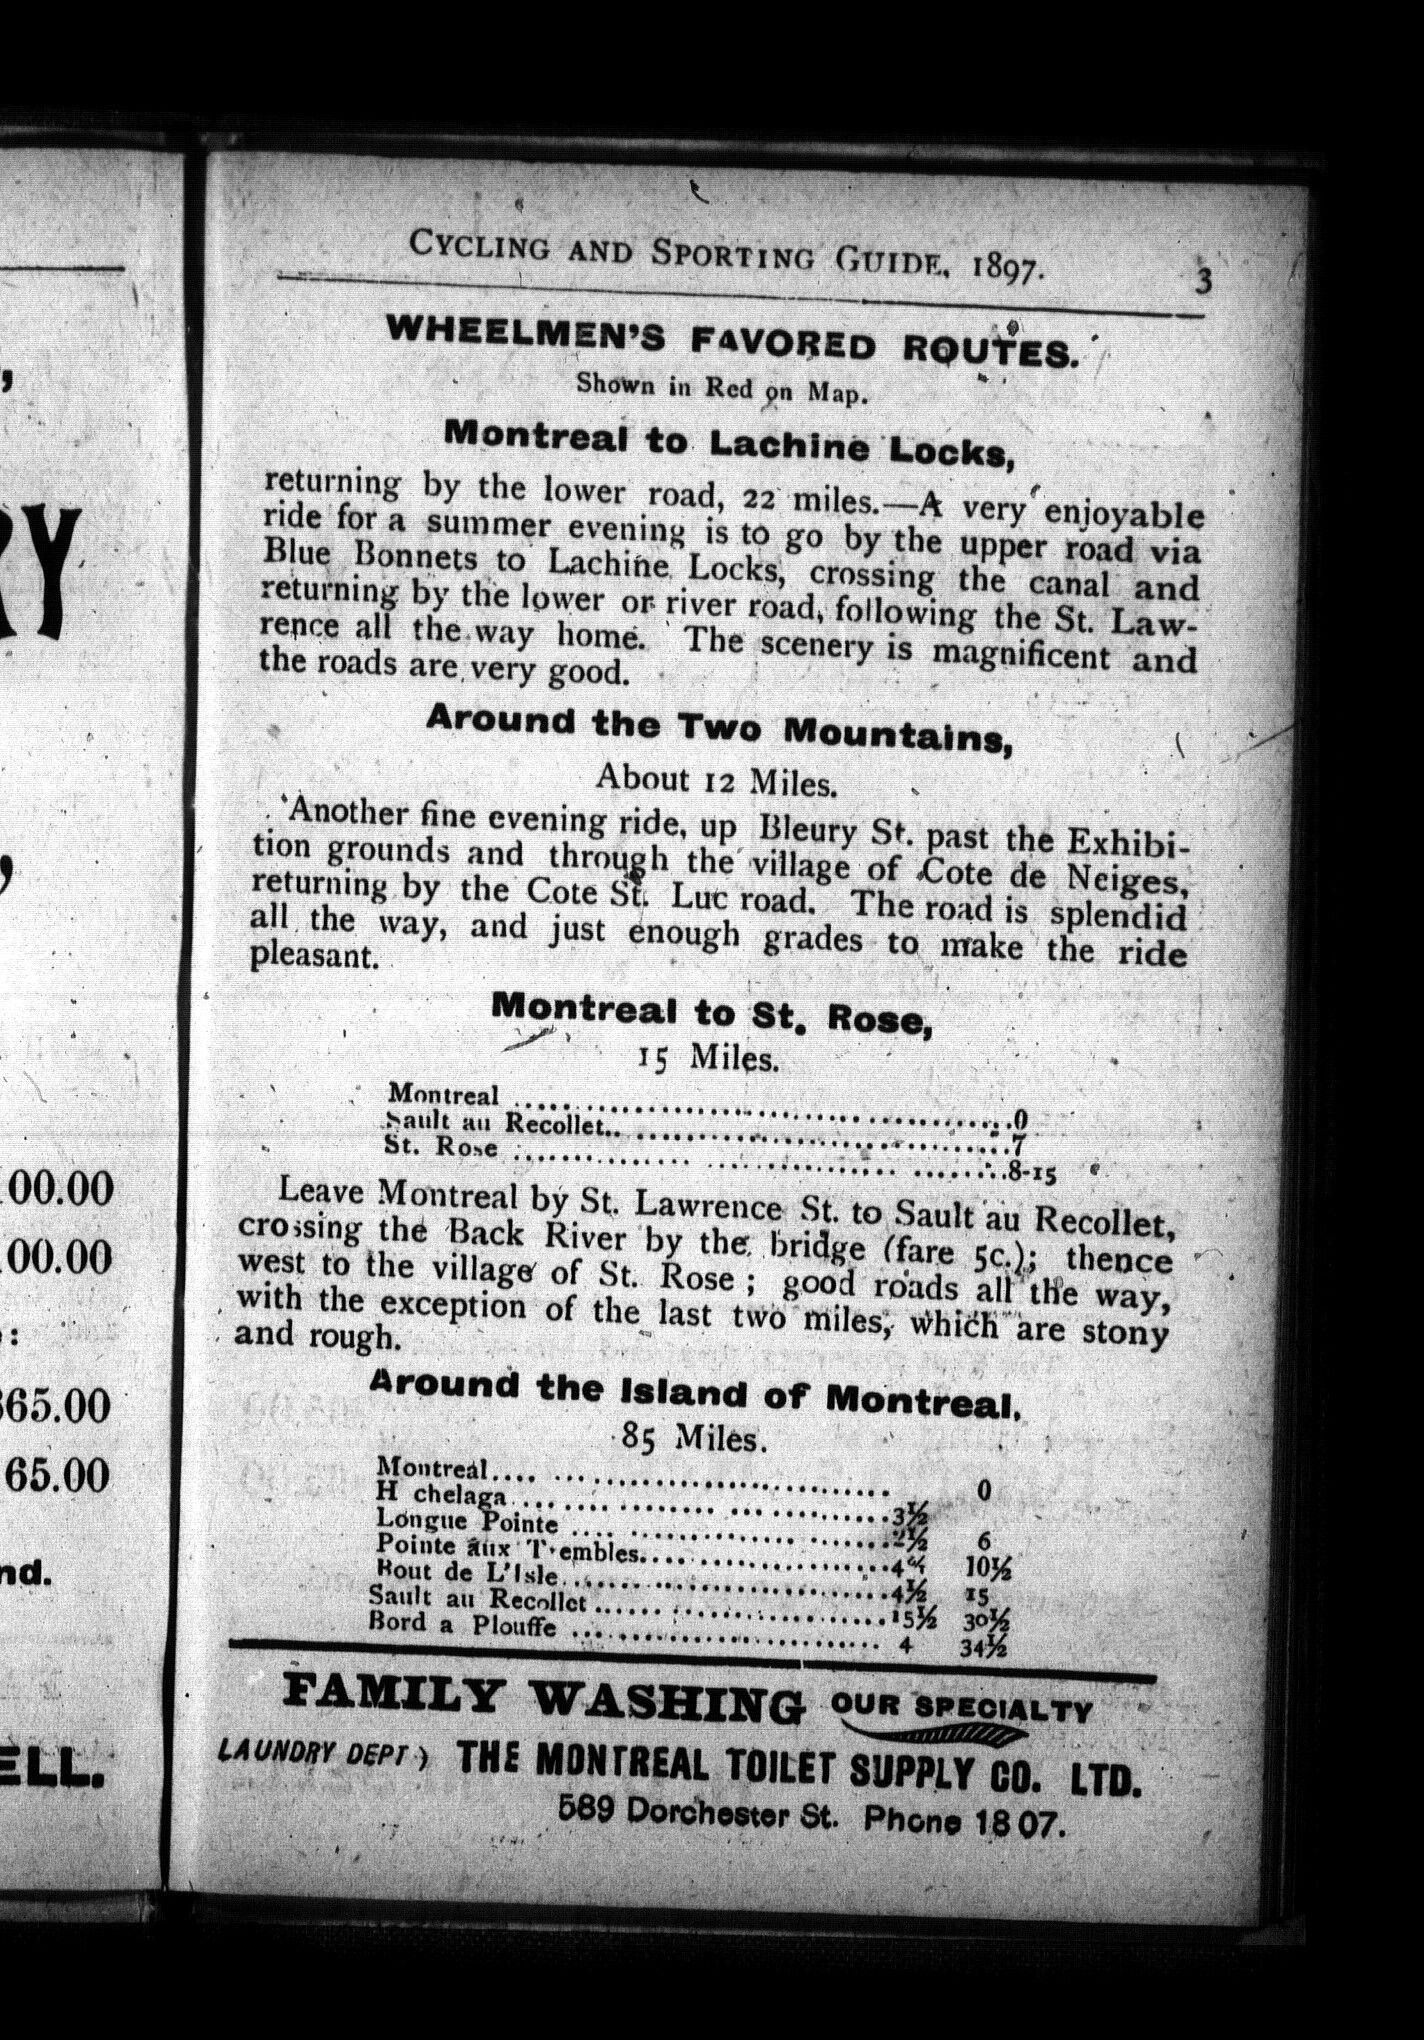 CYCLING AND SPORTING GUIDE, 1897. 3
WHEELMEN'S FAVORED ROUTES.
Shown in Red on Map.
Montreal to Lachine Locks,
returning by the lower road, 22 miles.—A very enjoyable
ride for a summer evening is to go by the upper road via
Blue Bonnets to Lachine Locks, crossing the canal and
returning by the lower or river road, following the St. Law-
rence all the way home. The scenery is magnificent and
the roads are very good.
Around the Two Mountains,
About 12 Miles.
Another fine evening ride, up Bleury St. past the Exhibi-
tion grounds and through the village of Cote de Neiges,
returning by the Cote St. Luc road. The road is splendid
all the way, and just enough grades to make the ride
pleasant.
Montreal to St. Rose,
15 Miles.
Montreal ........................................0
Sault au Recollet.. ..............................7
St. Rose ........................................8-15
Leave Montreal by St. Lawrence St. to Sault au Recollet,
crossing the Back River by the bridge (fare 5c.); thence
west to the village of St. Rose ; good roads all the way,
with the exception of the last two miles, which are stony
and rough.
Around the Island of Montreal.
85 Miles.
Montreal.... .............................. 0
H chelaga.... .............................3½
Longue Pointe .... ........................2½ 6
Pointe aux Trembles........................4 10½
Bout de L'Isle.............................4½ 15
Sault au Recollet .........................15½ 30½
Bord a Plouffe ............................ 4 34½
FAMILY WASHING OUR SPECIALTY
LAUNDRY DEPT ) THE MONTREAL TOILET SUPPLY CO. LTD.
589 Dorchester St. Phone 1807.
RY
00.00
00.00
65.00
65.00
nd.
ELL.